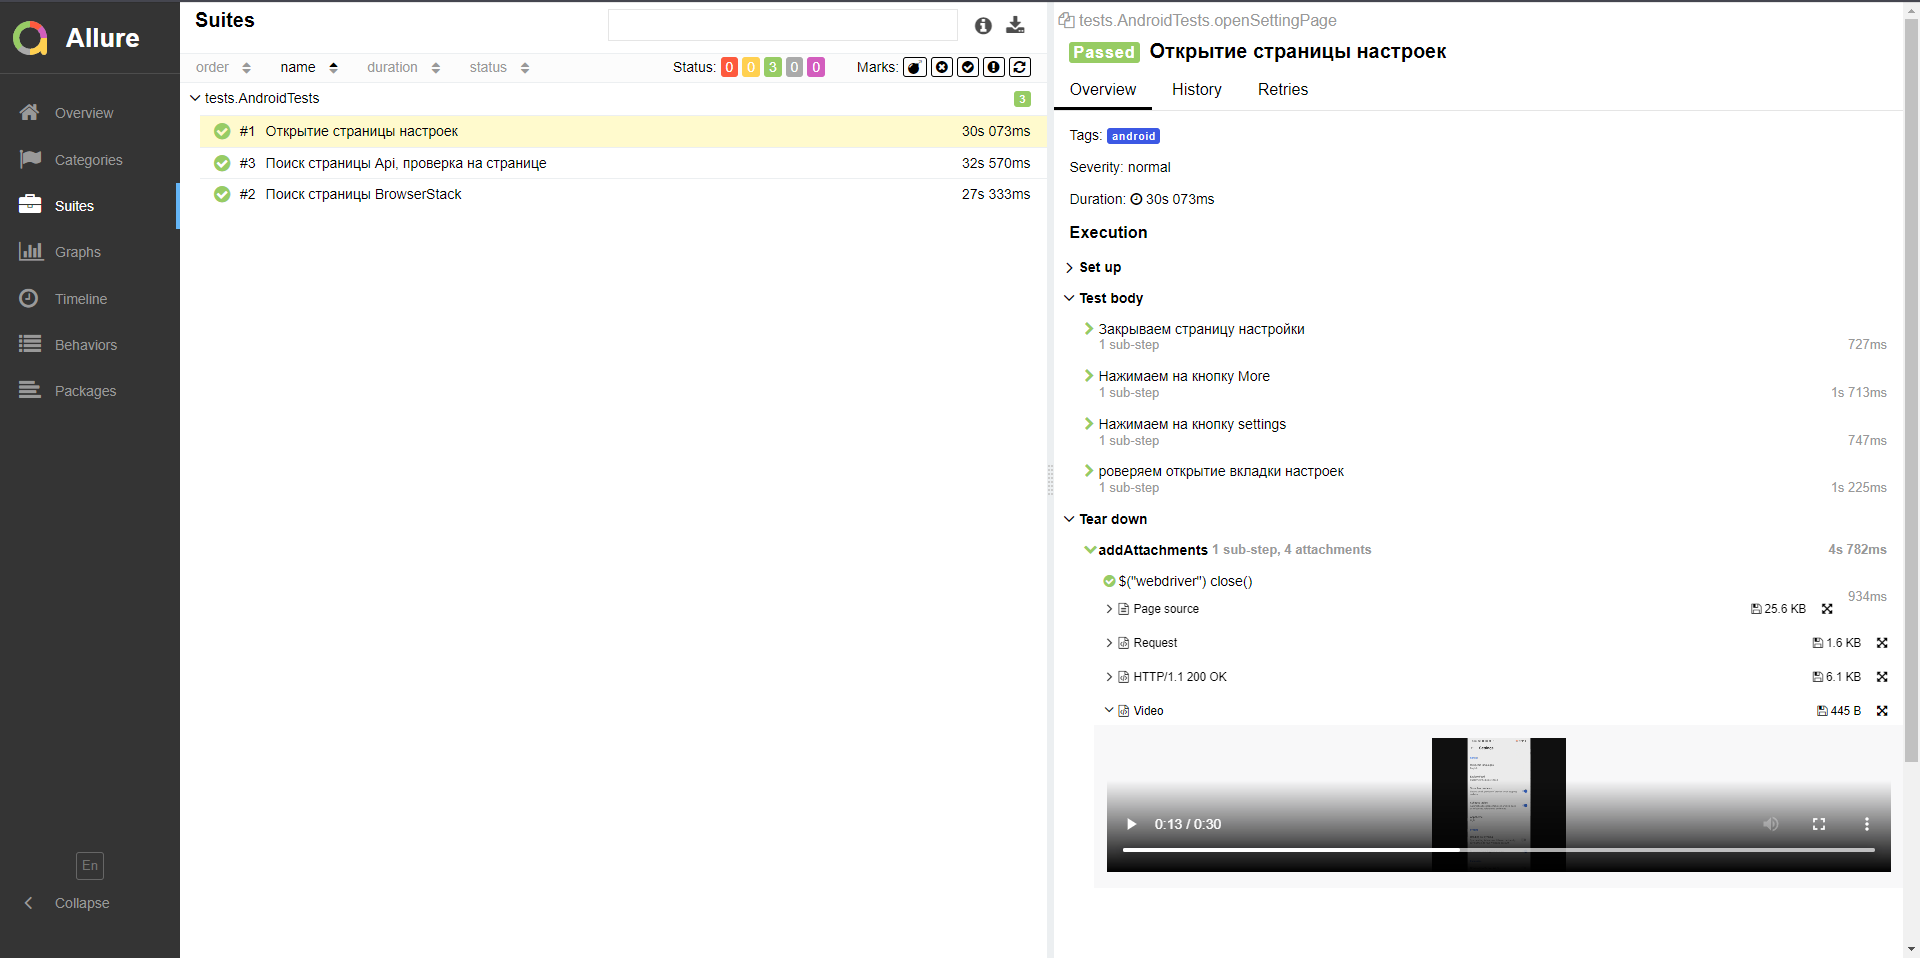 Allure
Overview
Categories
Suites
Graphs
Timeline
Behaviors
Packages
En
Collapse
Suites
order name duration status Status: 0 0 3 0 0 Marks:
tests.AndroidTests 3
#1 Открытие страницы настроек 30s 073ms
#3 Поиск страницы Api, проверка на странице 32s 570ms
#2 Поиск страницы BrowserStack 27s 333ms
tests.AndroidTests.openSettingPage
Passed Открытие страницы настроек
Overview History Retries
Tags: android
Severity: normal
Duration: 30s 073ms
Execution
Set up
Test body
Закрываем страницу настройки
1 sub-step 727ms
Нажимаем на кнопку More
1 sub-step 1s 713ms
Нажимаем на кнопку settings
1 sub-step 747ms
роверяем открытие вкладки настроек
1 sub-step 1s 225ms
Tear down
addAttachments 1 sub-step, 4 attachments 4s 782ms
$("webdriver") close()
934ms
Page source 25.6 KB
Request 1.6 KB
HTTP/1.1 200 OK 6.1 KB
Video 445 B
Settings
0:13 / 0:30